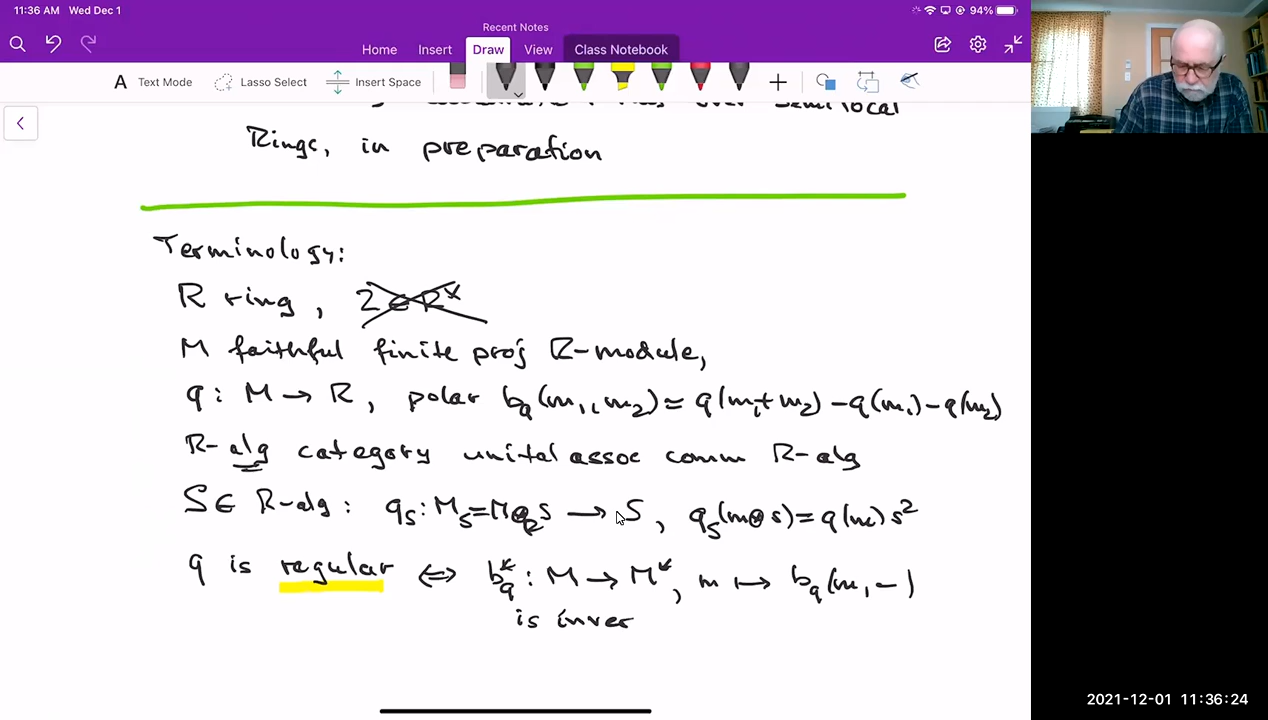 11:36 AM Wed Dec 1
94%
Recent Notes
Home Insert Draw View Class Notebook
A Text Mode Lasso Select Insert Space
over semilocal
Rings, in preparation
Terminology:
R ring, 2 ∈ R^×
M faithful finite proj R-module,
q : M → R, polar b_q(m_1, m_2) = q(m_1+m_2) - q(m_1) - q(m_2)
R-alg category unital assoc comm R-alg
S ∈ R-alg : q_S : M_S = M⊗_R S → S, q_S(m⊗s) = q(m) s^2
q is regular ⇔ b_q^* : M → M^*, m ↦ b_q(m, -)
is inver
2021-12-01 11:36:24